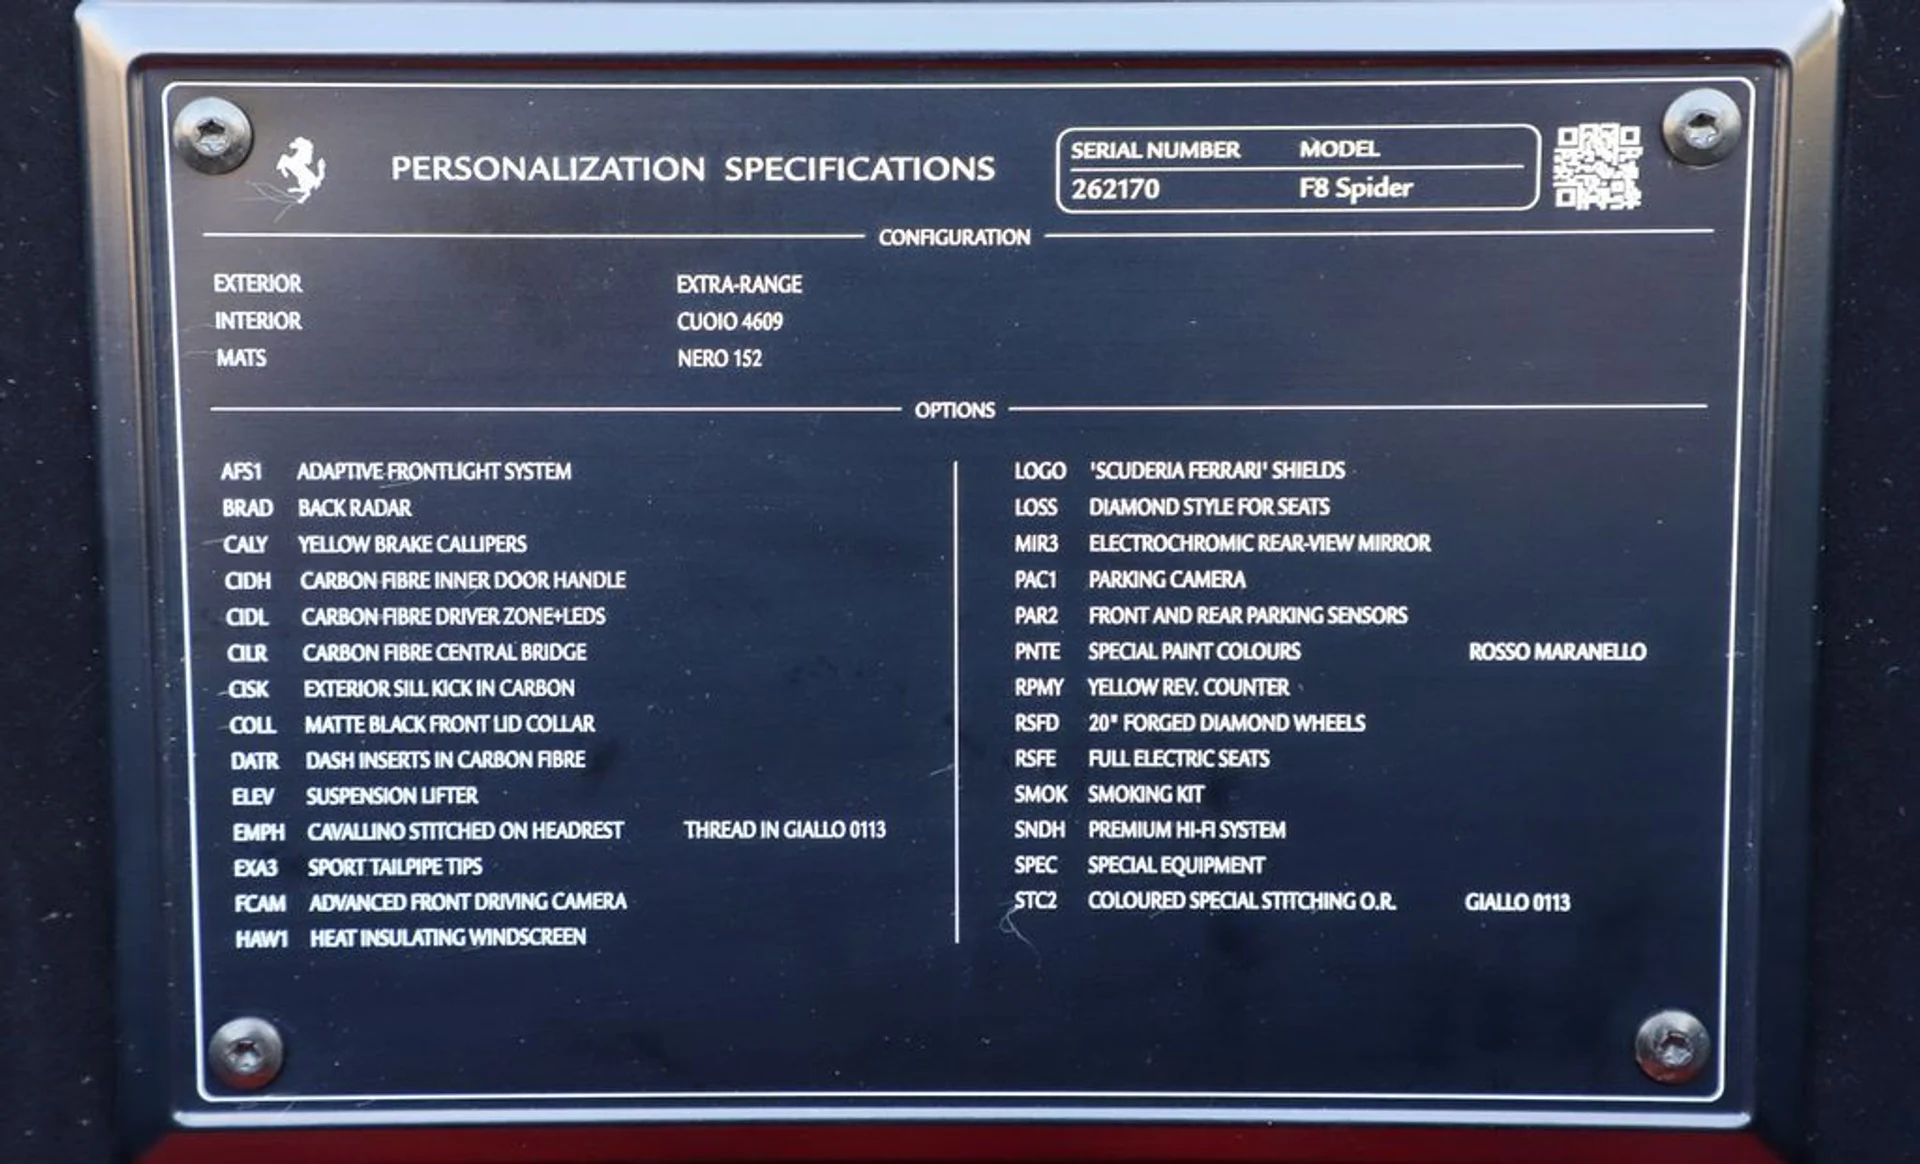 PERSONALIZATION SPECIFICATIONS
SERIAL NUMBER MODEL
262170 F8 Spider
CONFIGURATION
EXTERIOR EXTRA-RANGE
INTERIOR CUOIO 4609
MATS NERO 152
OPTIONS
AFS1 ADAPTIVE FRONTLIGHT SYSTEM
BRAD BACK RADAR
CALY YELLOW BRAKE CALLIPERS
CIDH CARBON FIBRE INNER DOOR HANDLE
CIDL CARBON FIBRE DRIVER ZONE+LEDS
CILR CARBON FIBRE CENTRAL BRIDGE
CISK EXTERIOR SILL KICK IN CARBON
COLL MATTE BLACK FRONT LID COLLAR
DATR DASH INSERTS IN CARBON FIBRE
ELEV SUSPENSION LIFTER
EMPH CAVALLINO STITCHED ON HEADREST THREAD IN GIALLO 0113
EXA3 SPORT TAILPIPE TIPS
FCAM ADVANCED FRONT DRIVING CAMERA
HAW1 HEAT INSULATING WINDSCREEN
LOGO 'SCUDERIA FERRARI' SHIELDS
LOSS DIAMOND STYLE FOR SEATS
MIR3 ELECTROCHROMIC REAR-VIEW MIRROR
PAC1 PARKING CAMERA
PAR2 FRONT AND REAR PARKING SENSORS
PNTE SPECIAL PAINT COLOURS ROSSO MARANELLO
RPMY YELLOW REV. COUNTER
RSFD 20" FORGED DIAMOND WHEELS
RSFE FULL ELECTRIC SEATS
SMOK SMOKING KIT
SNDH PREMIUM HI-FI SYSTEM
SPEC SPECIAL EQUIPMENT
STC2 COLOURED SPECIAL STITCHING O.R. GIALLO 0113